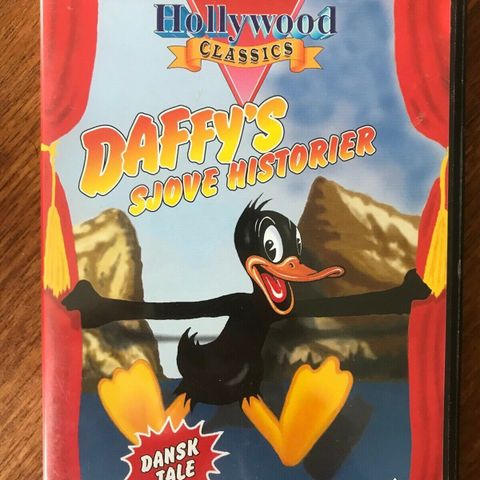 Hollywood
CLASSICS
DAFFY'S
SJOVE HISTORIER
DANSK
TALE